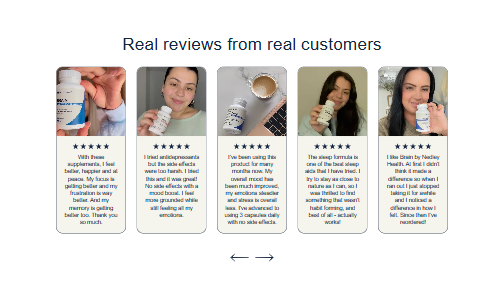 Real reviews from real customers
★★★★★
With these
supplements, I feel
better, happier and at
peace. My focus is
getting better and my
frustration is way
better. And my
memory is getting
better too. Thank you
so much.
★★★★★
I tried antidepressants
but the side effects
were too harsh. I tried
this and it was great!
No side effects with a
mood boost. I feel
more grounded while
still feeling all my
emotions.
★★★★★
I've been using this
product for many
months now. My
overall mood has
been much improved,
my emotions steadier
and stress is overall
less. I've advanced to
using 3 capsules daily
with no side effects.
★★★★★
The sleep formula is
one of the best sleep
aids that I have tried. I
try to stay as close to
nature as I can, so I
was thrilled to find
something that wasn't
habit forming, and
best of all - actually
works!
★★★★★
I like Brain by Nedley
Health. At first I didn't
think it made a
difference so when I
ran out I just stopped
taking it for awhile
and I noticed a
difference in how I
felt. Since then I've
reordered!
← →